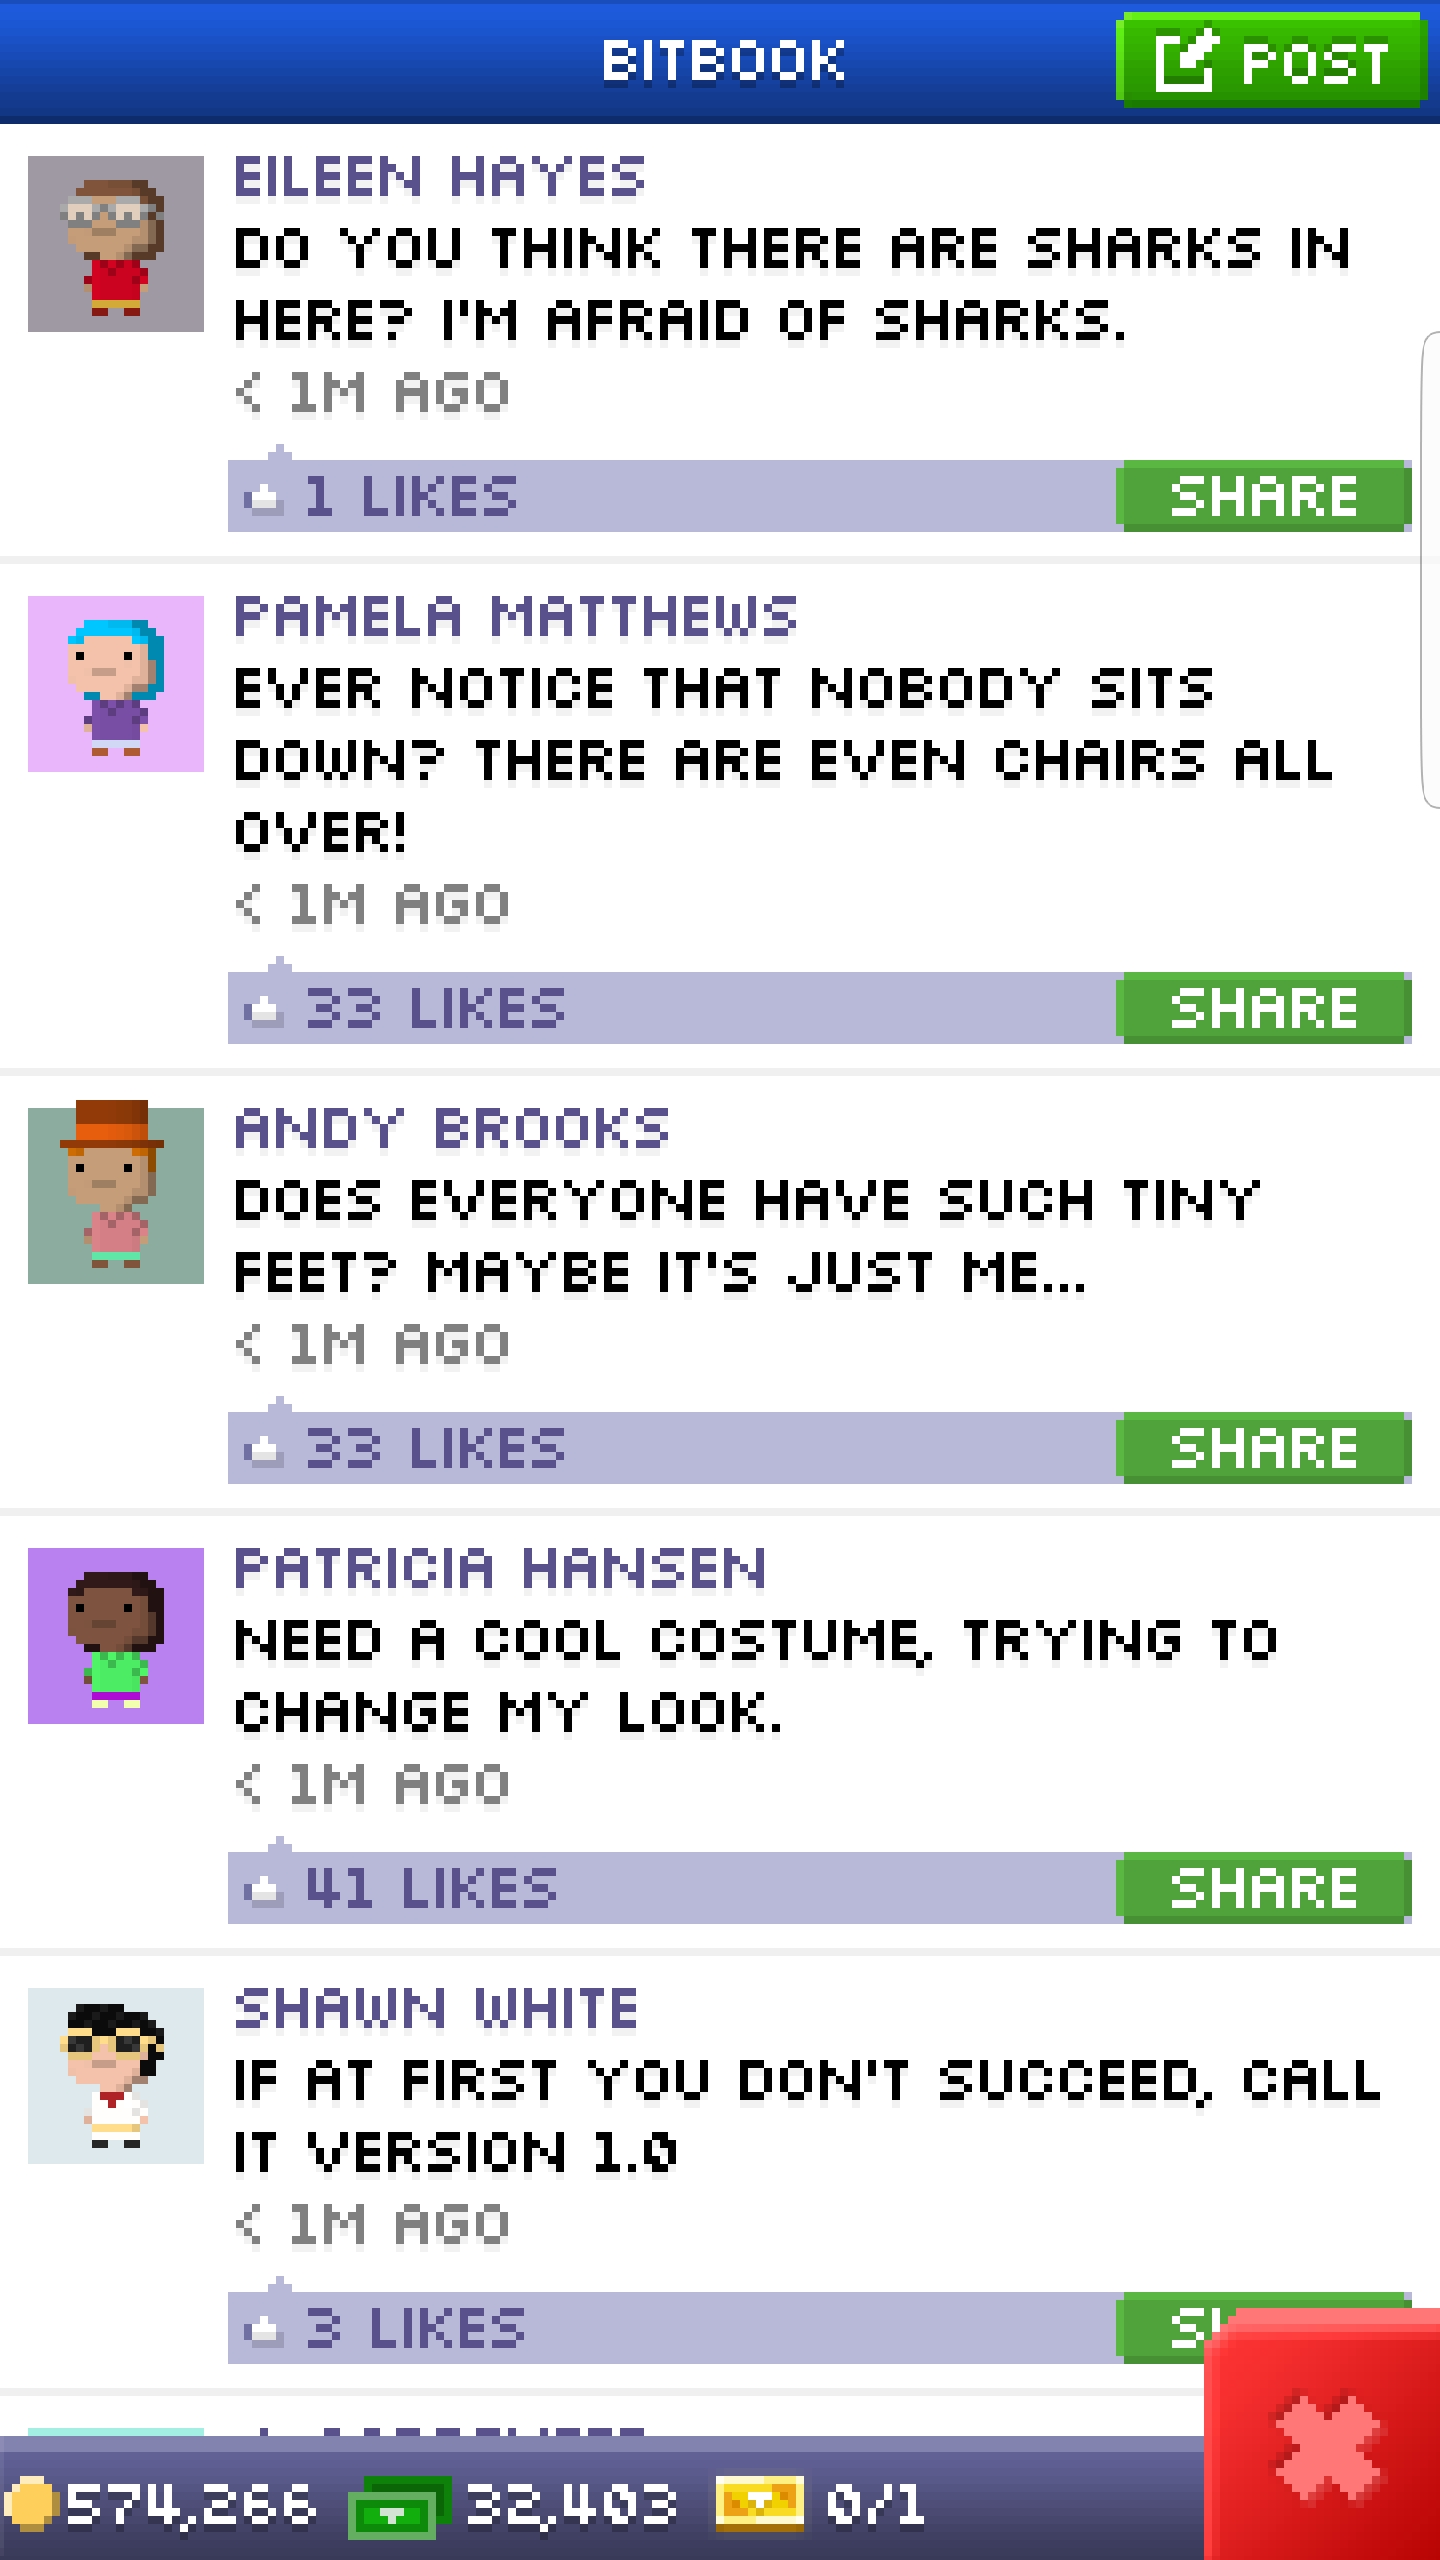 BITBOOK
POST
EILEEN HAYES
DO YOU THINK THERE ARE SHARKS IN
HERE? I'M AFRAID OF SHARKS.
< 1M AGO
1 LIKES
SHARE
PAMELA MATTHEWS
EVER NOTICE THAT NOBODY SITS
DOWN? THERE ARE EVEN CHAIRS ALL
OVER!
< 1M AGO
33 LIKES
SHARE
ANDY BROOKS
DOES EVERYONE HAVE SUCH TINY
FEET? MAYBE IT'S JUST ME...
< 1M AGO
33 LIKES
SHARE
PATRICIA HANSEN
NEED A COOL COSTUME, TRYING TO
CHANGE MY LOOK.
< 1M AGO
41 LIKES
SHARE
SHAWN WHITE
IF AT FIRST YOU DON'T SUCCEED, CALL
IT VERSION 1.0
< 1M AGO
3 LIKES
574,266 32,403 0/1